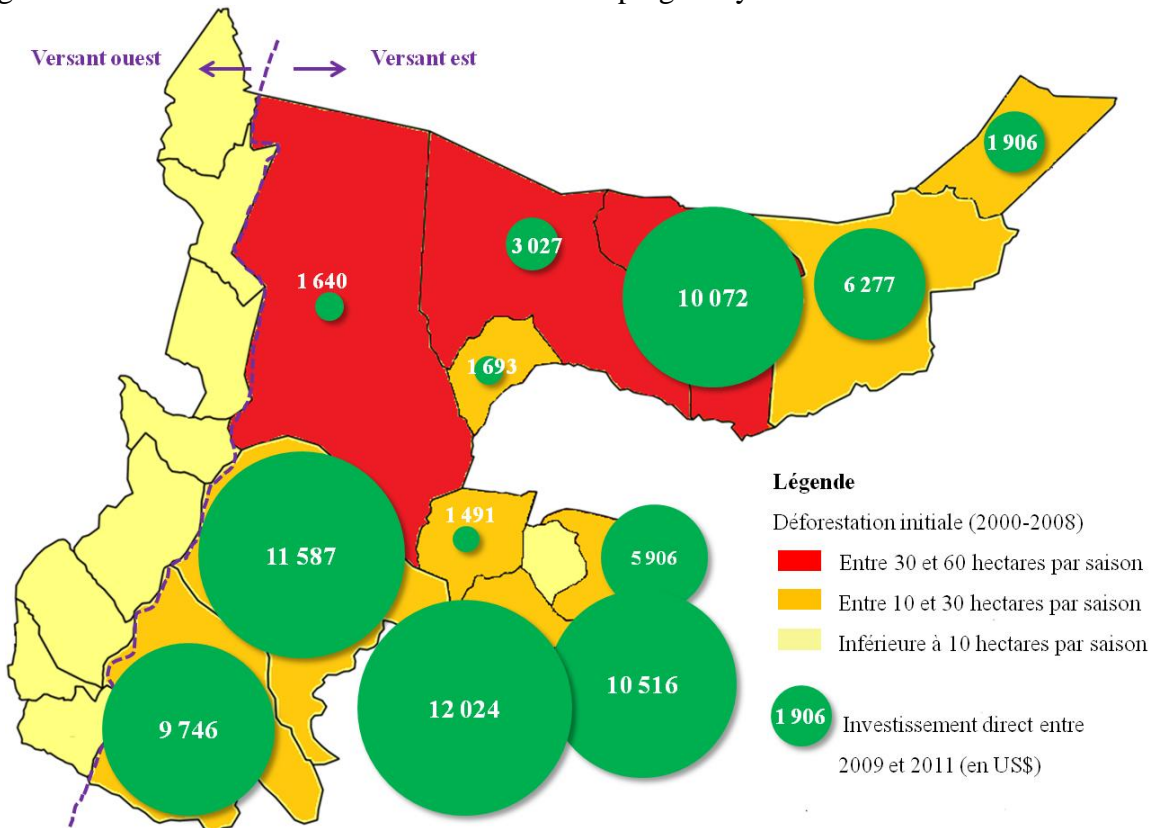 Versant ouest
Versant est
1 906
3 027
1 640
10 072
6 277
1 693
1 491
11 587
5 906
10 516
12 024
9 746
Légende
Déforestation initiale (2000-2008)
Entre 30 et 60 hectares par saison
Entre 10 et 30 hectares par saison
Inférieure à 10 hectares par saison
1 906 Investissement direct entre
2009 et 2011 (en US$)